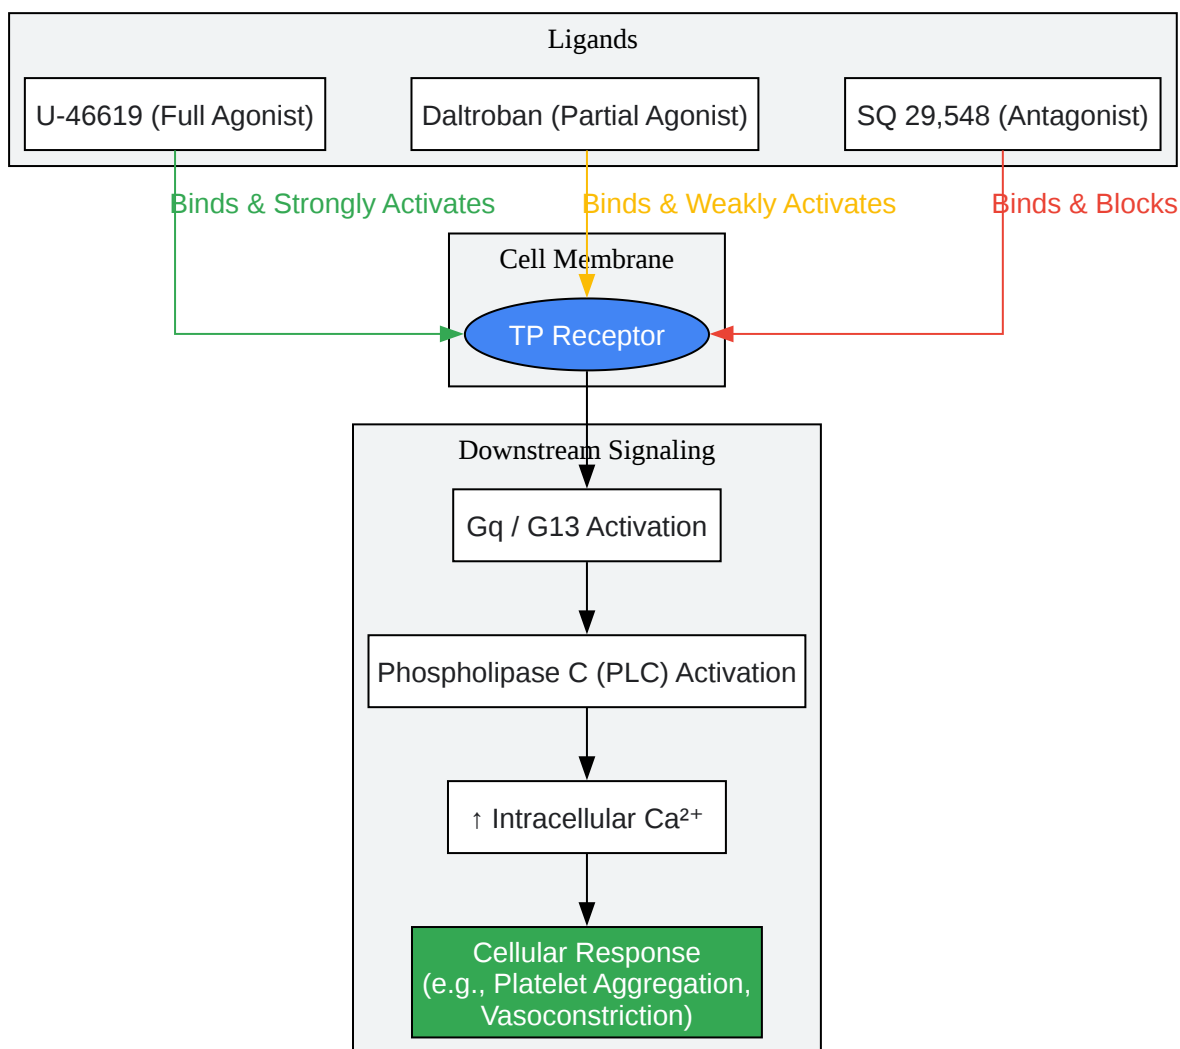 Ligands
U-46619 (Full Agonist)
Daltroban (Partial Agonist)
SQ 29,548 (Antagonist)
Binds & Strongly Activates
Binds & Weakly Activates
Binds & Blocks
Cell Membrane
TP Receptor
Downstream Signaling
Gq / G13 Activation
Phospholipase C (PLC) Activation
↑ Intracellular Ca²⁺
Cellular Response
(e.g., Platelet Aggregation,
Vasoconstriction)